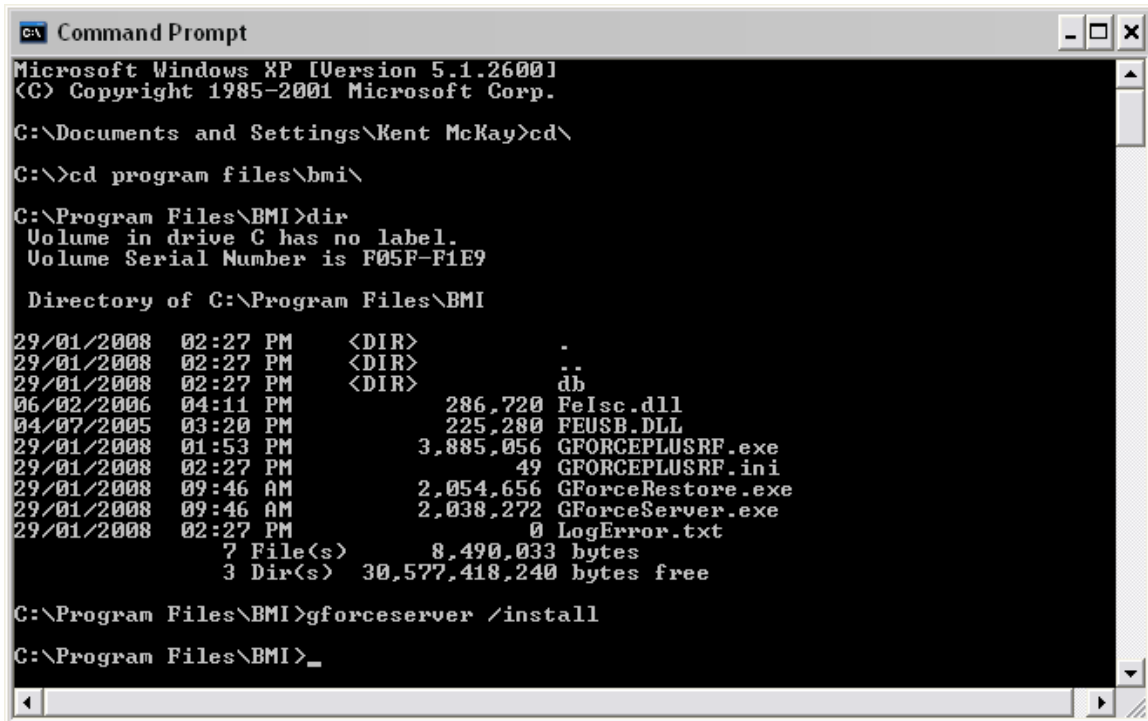 Command Prompt
Microsoft Windows XP [Version 5.1.2600]
(C) Copyright 1985-2001 Microsoft Corp.
C:\Documents and Settings\Kent McKay>cd\
C:\>cd program files\bmi\
C:\Program Files\BMI>dir
 Volume in drive C has no label.
 Volume Serial Number is F05F-F1E9
 Directory of C:\Program Files\BMI
29/01/2008  02:27 PM    <DIR>          .
29/01/2008  02:27 PM    <DIR>          ..
29/01/2008  02:27 PM    <DIR>          db
06/02/2006  04:11 PM           286,720 FeIsc.dll
04/07/2005  03:20 PM           225,280 FEUSB.DLL
29/01/2008  01:53 PM         3,885,056 GFORCEPLUSRF.exe
29/01/2008  02:27 PM                49 GFORCEPLUSRF.ini
29/01/2008  09:46 AM         2,054,656 GForceRestore.exe
29/01/2008  09:46 AM         2,038,272 GForceServer.exe
29/01/2008  02:27 PM                 0 LogError.txt
               7 File(s)      8,490,033 bytes
               3 Dir(s)  30,577,418,240 bytes free
C:\Program Files\BMI>gforceserver /install
C:\Program Files\BMI>_